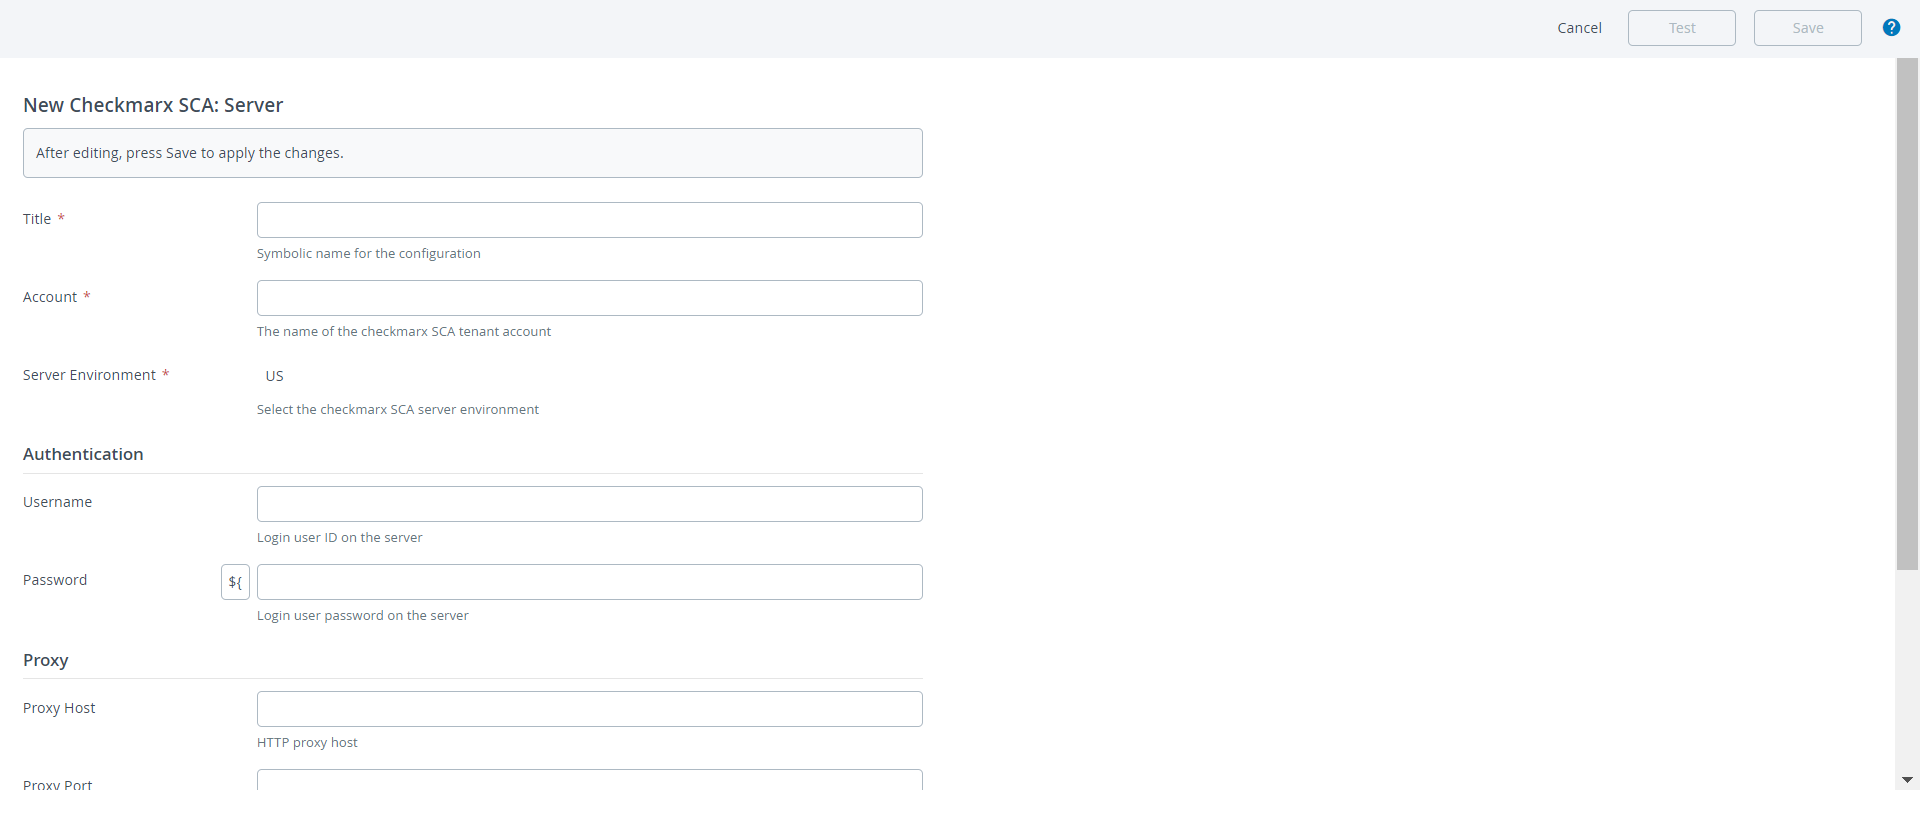 Cancel
Test
Save
?
New Checkmarx SCA: Server
After editing, press Save to apply the changes.
Title *
Symbolic name for the configuration
Account *
The name of the checkmarx SCA tenant account
Server Environment *
US
Select the checkmarx SCA server environment
Authentication
Username
Login user ID on the server
Password
${
Login user password on the server
Proxy
Proxy Host
HTTP proxy host
Proxy Port